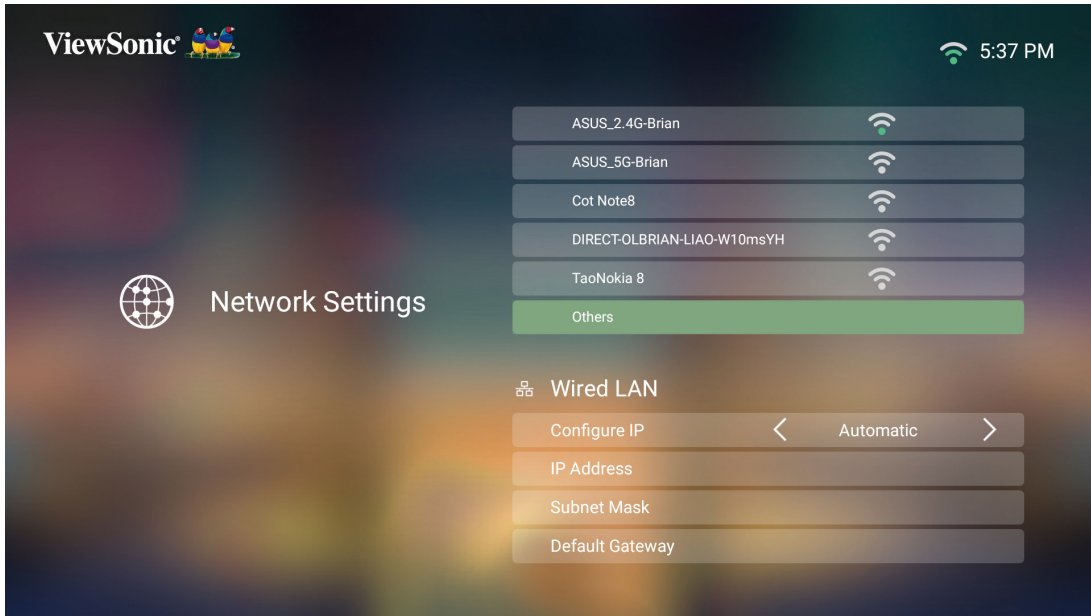 ViewSonic®
5:37 PM
ASUS_2.4G-Brian
ASUS_5G-Brian
Cot Note8
DIRECT-OLBRIAN-LIAO-W10msYH
TaoNokia 8
Network Settings
Others
Wired LAN
Configure IP < Automatic >
IP Address
Subnet Mask
Default Gateway